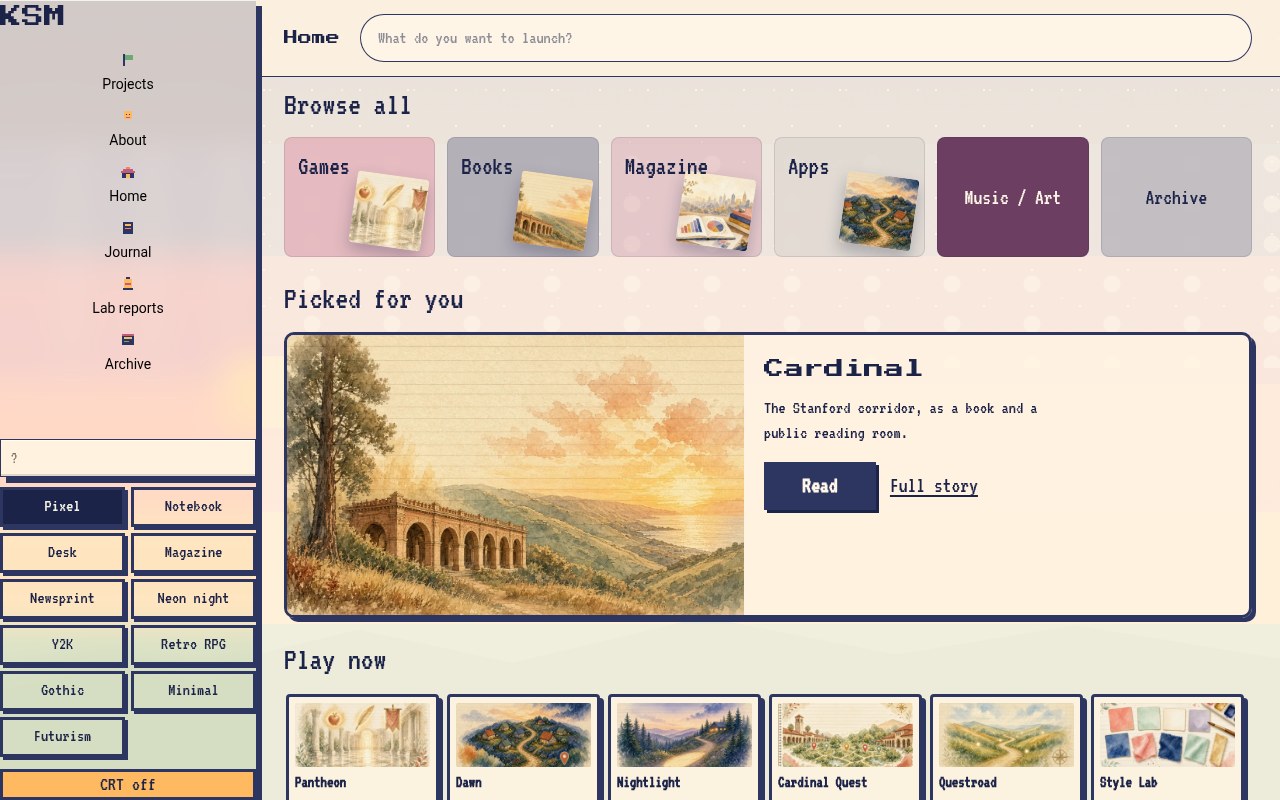 KSM
Projects
About
Home
Journal
Lab reports
Archive
?
Pixel
Notebook
Desk
Magazine
Newsprint
Neon night
Y2K
Retro RPG
Gothic
Minimal
Futurism
CRT off
Home
What do you want to launch?
Browse all
Games
Books
Magazine
Apps
Music / Art
Archive
Picked for you
Cardinal
The Stanford corridor, as a book and a
public reading room.
Read
Full story
Play now
Pantheon
Dawn
Nightlight
Cardinal Quest
Questroad
Style Lab